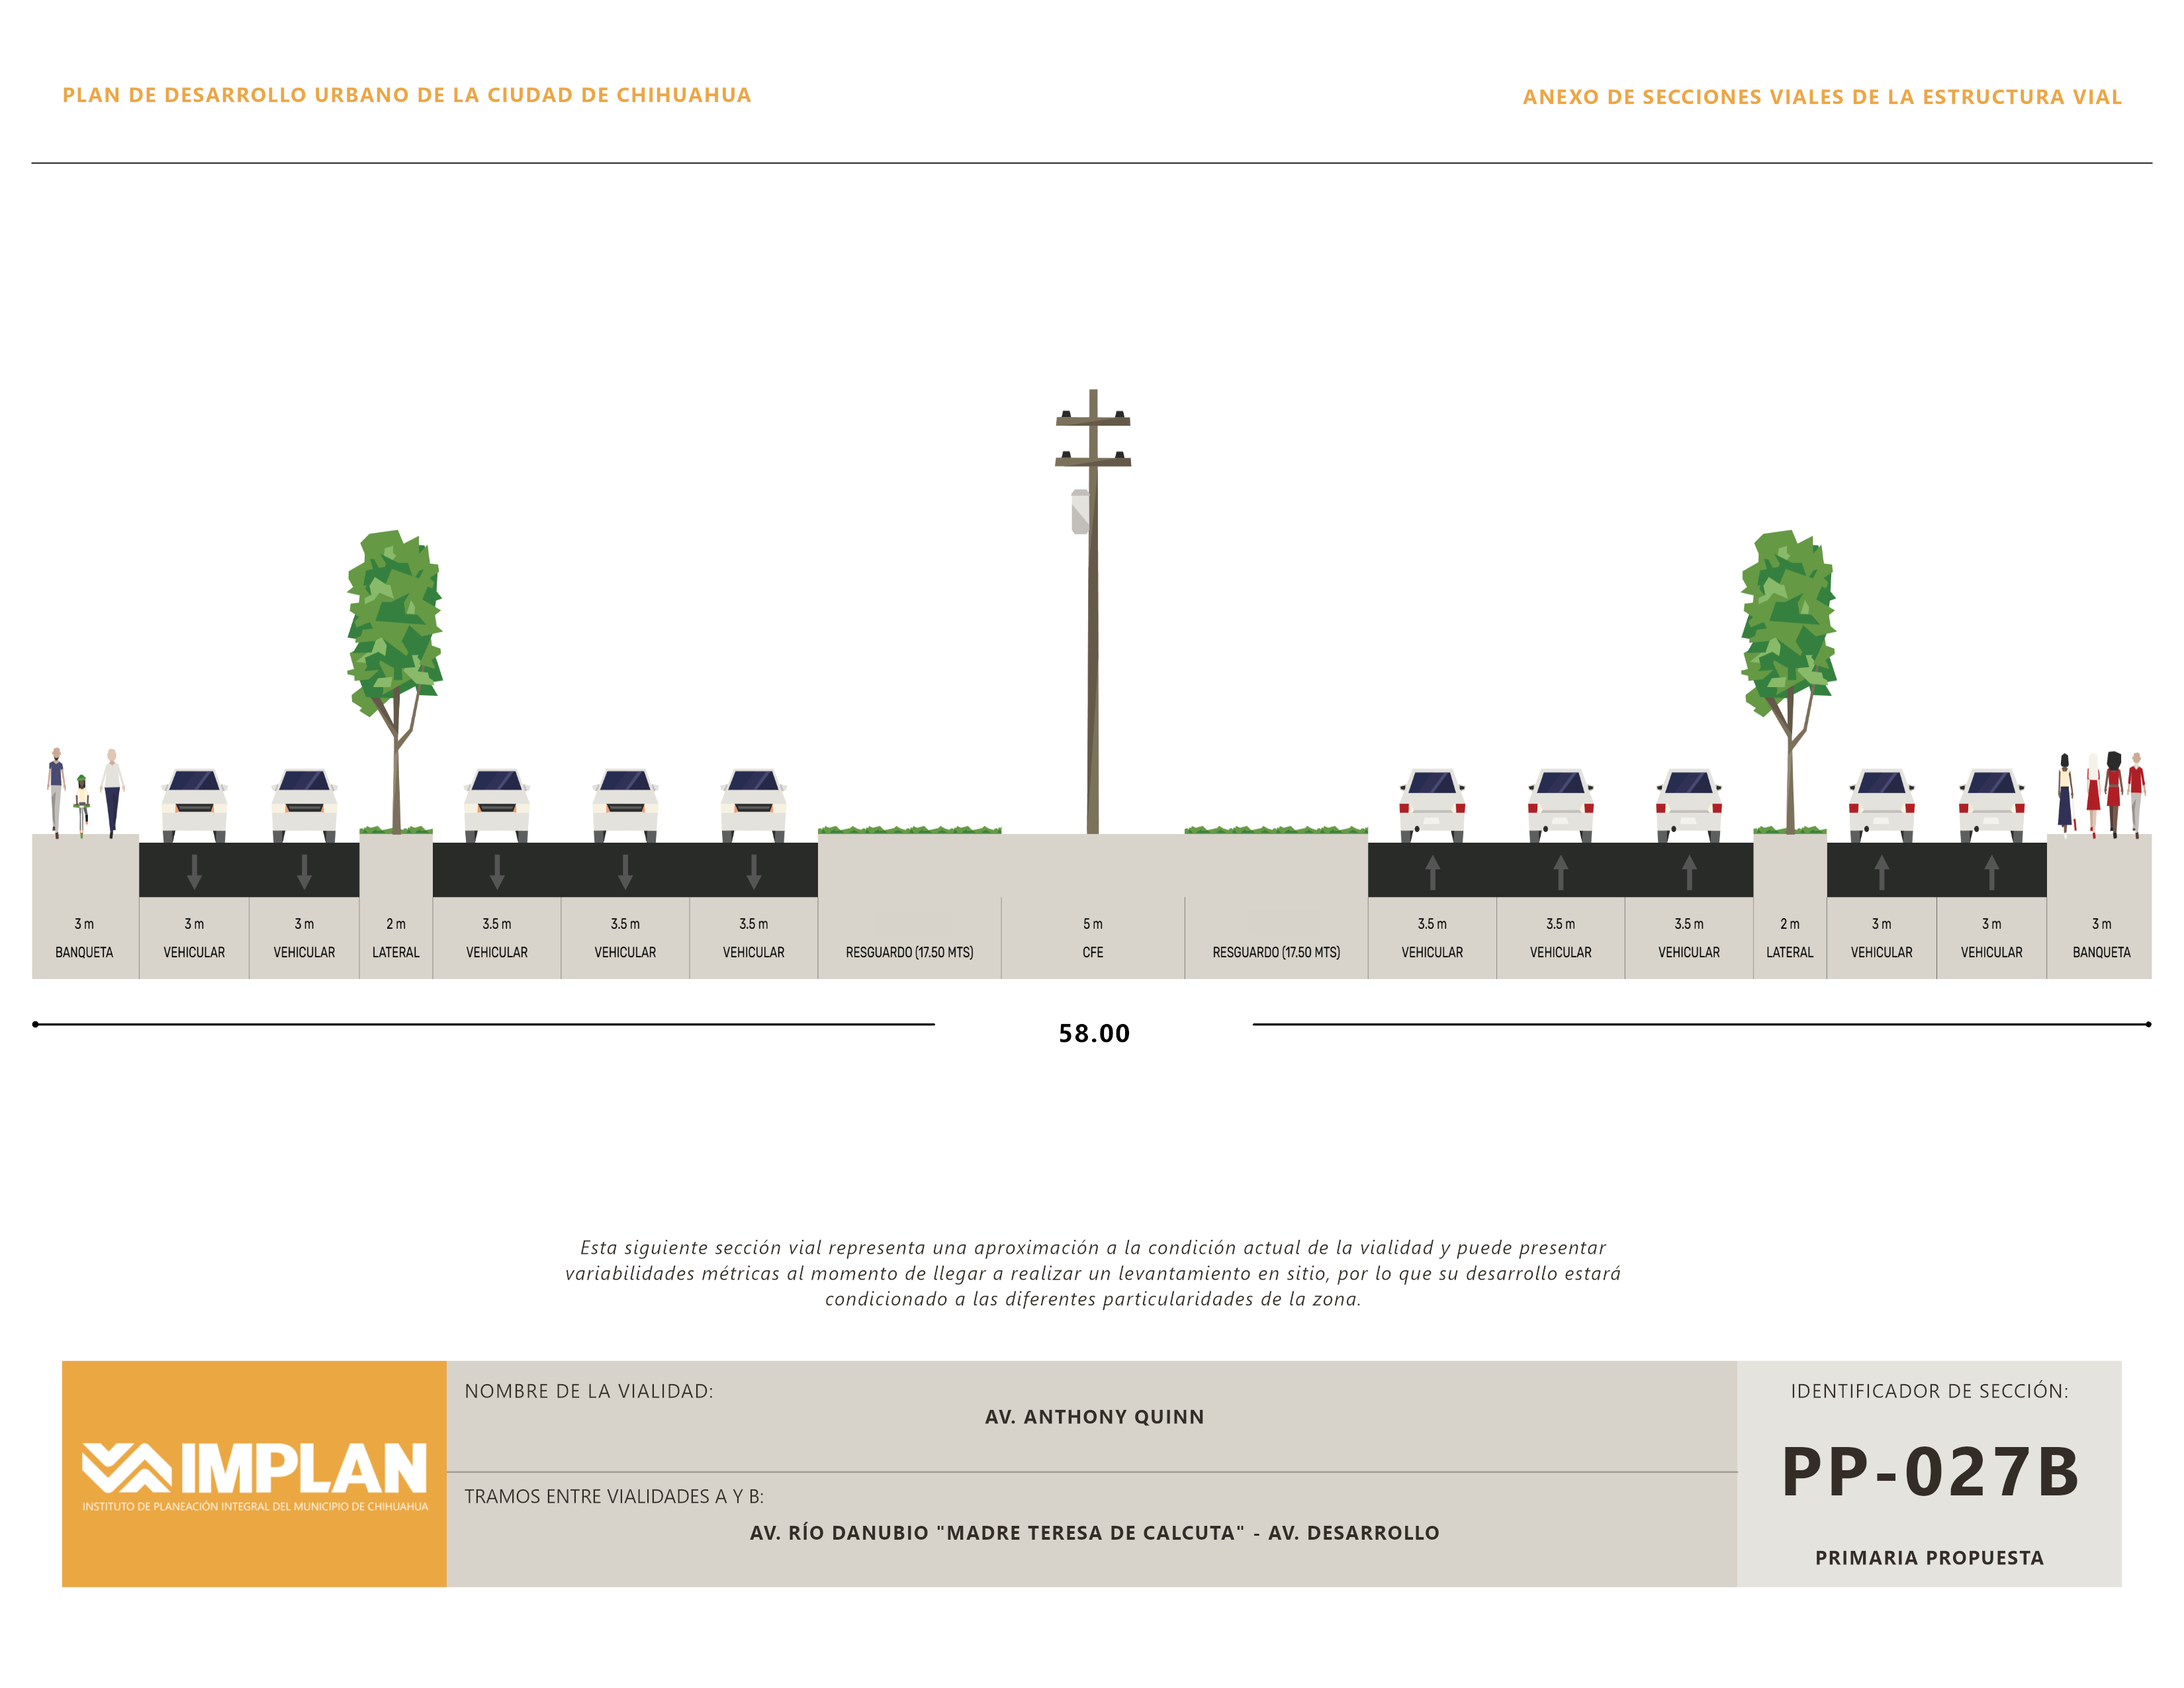 PLAN DE DESARROLLO URBANO DE LA CIUDAD DE CHIHUAHUA
ANEXO DE SECCIONES VIALES DE LA ESTRUCTURA VIAL
3 m
BANQUETA
3 m
VEHICULAR
3 m
VEHICULAR
2 m
LATERAL
3.5 m
VEHICULAR
3.5 m
VEHICULAR
3.5 m
VEHICULAR
RESGUARDO (17.50 MTS)
5 m
CFE
RESGUARDO (17.50 MTS)
3.5 m
VEHICULAR
3.5 m
VEHICULAR
3.5 m
VEHICULAR
2 m
LATERAL
3 m
VEHICULAR
3 m
VEHICULAR
3 m
BANQUETA
58.00
Esta siguiente sección vial representa una aproximación a la condición actual de la vialidad y puede presentar
variabilidades métricas al momento de llegar a realizar un levantamiento en sitio, por lo que su desarrollo estará
condicionado a las diferentes particularidades de la zona.
IMPLAN
INSTITUTO DE PLANEACIÓN INTEGRAL DEL MUNICIPIO DE CHIHUAHUA
NOMBRE DE LA VIALIDAD:
AV. ANTHONY QUINN
TRAMOS ENTRE VIALIDADES A Y B:
AV. RÍO DANUBIO "MADRE TERESA DE CALCUTA" - AV. DESARROLLO
IDENTIFICADOR DE SECCIÓN:
PP-027B
PRIMARIA PROPUESTA